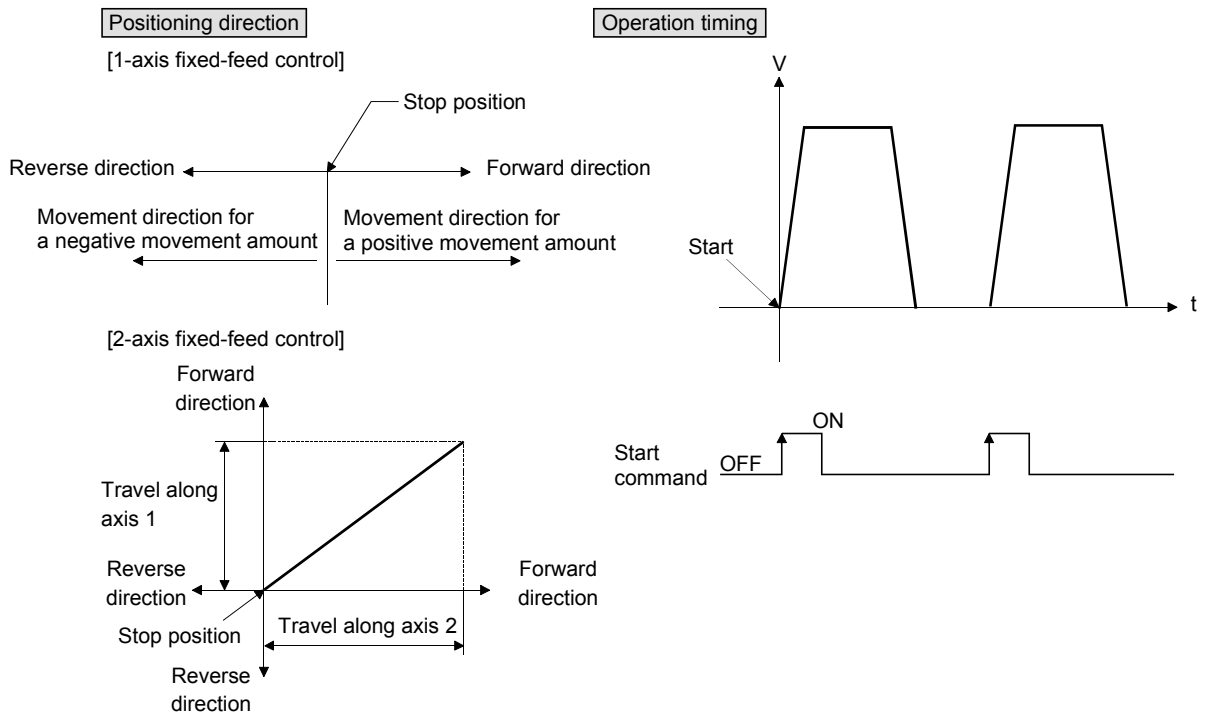 Positioning direction
[1-axis fixed-feed control]
Stop position
Reverse direction
Forward direction
Movement direction for
a negative movement amount
Movement direction for
a positive movement amount
[2-axis fixed-feed control]
Forward
direction
Travel along
axis 1
Reverse
direction
Forward
direction
Stop position
Travel along axis 2
Reverse
direction
Operation timing
V
Start
t
ON
OFF
Start
command